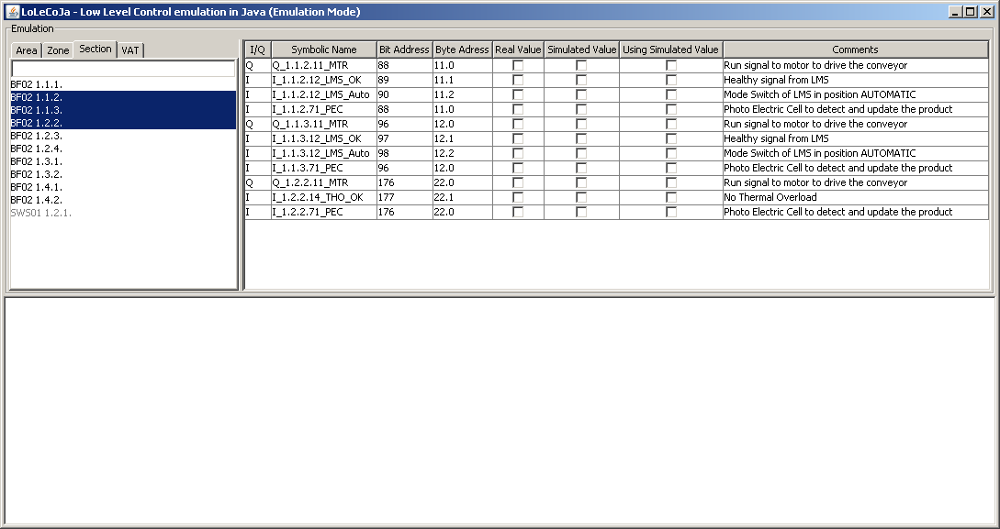 LoLeCoJa - Low Level Control emulation in Java (Emulation Mode)
Emulation
Area Zone Section VAT
BF02 1.1.1.
BF02 1.1.2.
BF02 1.1.3.
BF02 1.2.2.
BF02 1.2.3.
BF02 1.2.4.
BF02 1.3.1.
BF02 1.3.2.
BF02 1.4.1.
BF02 1.4.2.
SWS01 1.2.1.
I/Q Symbolic Name Bit Address Byte Adress Real Value Simulated Value Using Simulated Value Comments
Q Q_1.1.2.11_MTR 88 11.0 Run signal to motor to drive the conveyor
I I_1.1.2.12_LMS_OK 89 11.1 Healthy signal from LMS
I I_1.1.2.12_LMS_Auto 90 11.2 Mode Switch of LMS in position AUTOMATIC
I I_1.1.2.71_PEC 88 11.0 Photo Electric Cell to detect and update the product
Q Q_1.1.3.11_MTR 96 12.0 Run signal to motor to drive the conveyor
I I_1.1.3.12_LMS_OK 97 12.1 Healthy signal from LMS
I I_1.1.3.12_LMS_Auto 98 12.2 Mode Switch of LMS in position AUTOMATIC
I I_1.1.3.71_PEC 96 12.0 Photo Electric Cell to detect and update the product
Q Q_1.2.2.11_MTR 176 22.0 Run signal to motor to drive the conveyor
I I_1.2.2.14_THO_OK 177 22.1 No Thermal Overload
I I_1.2.2.71_PEC 176 22.0 Photo Electric Cell to detect and update the product